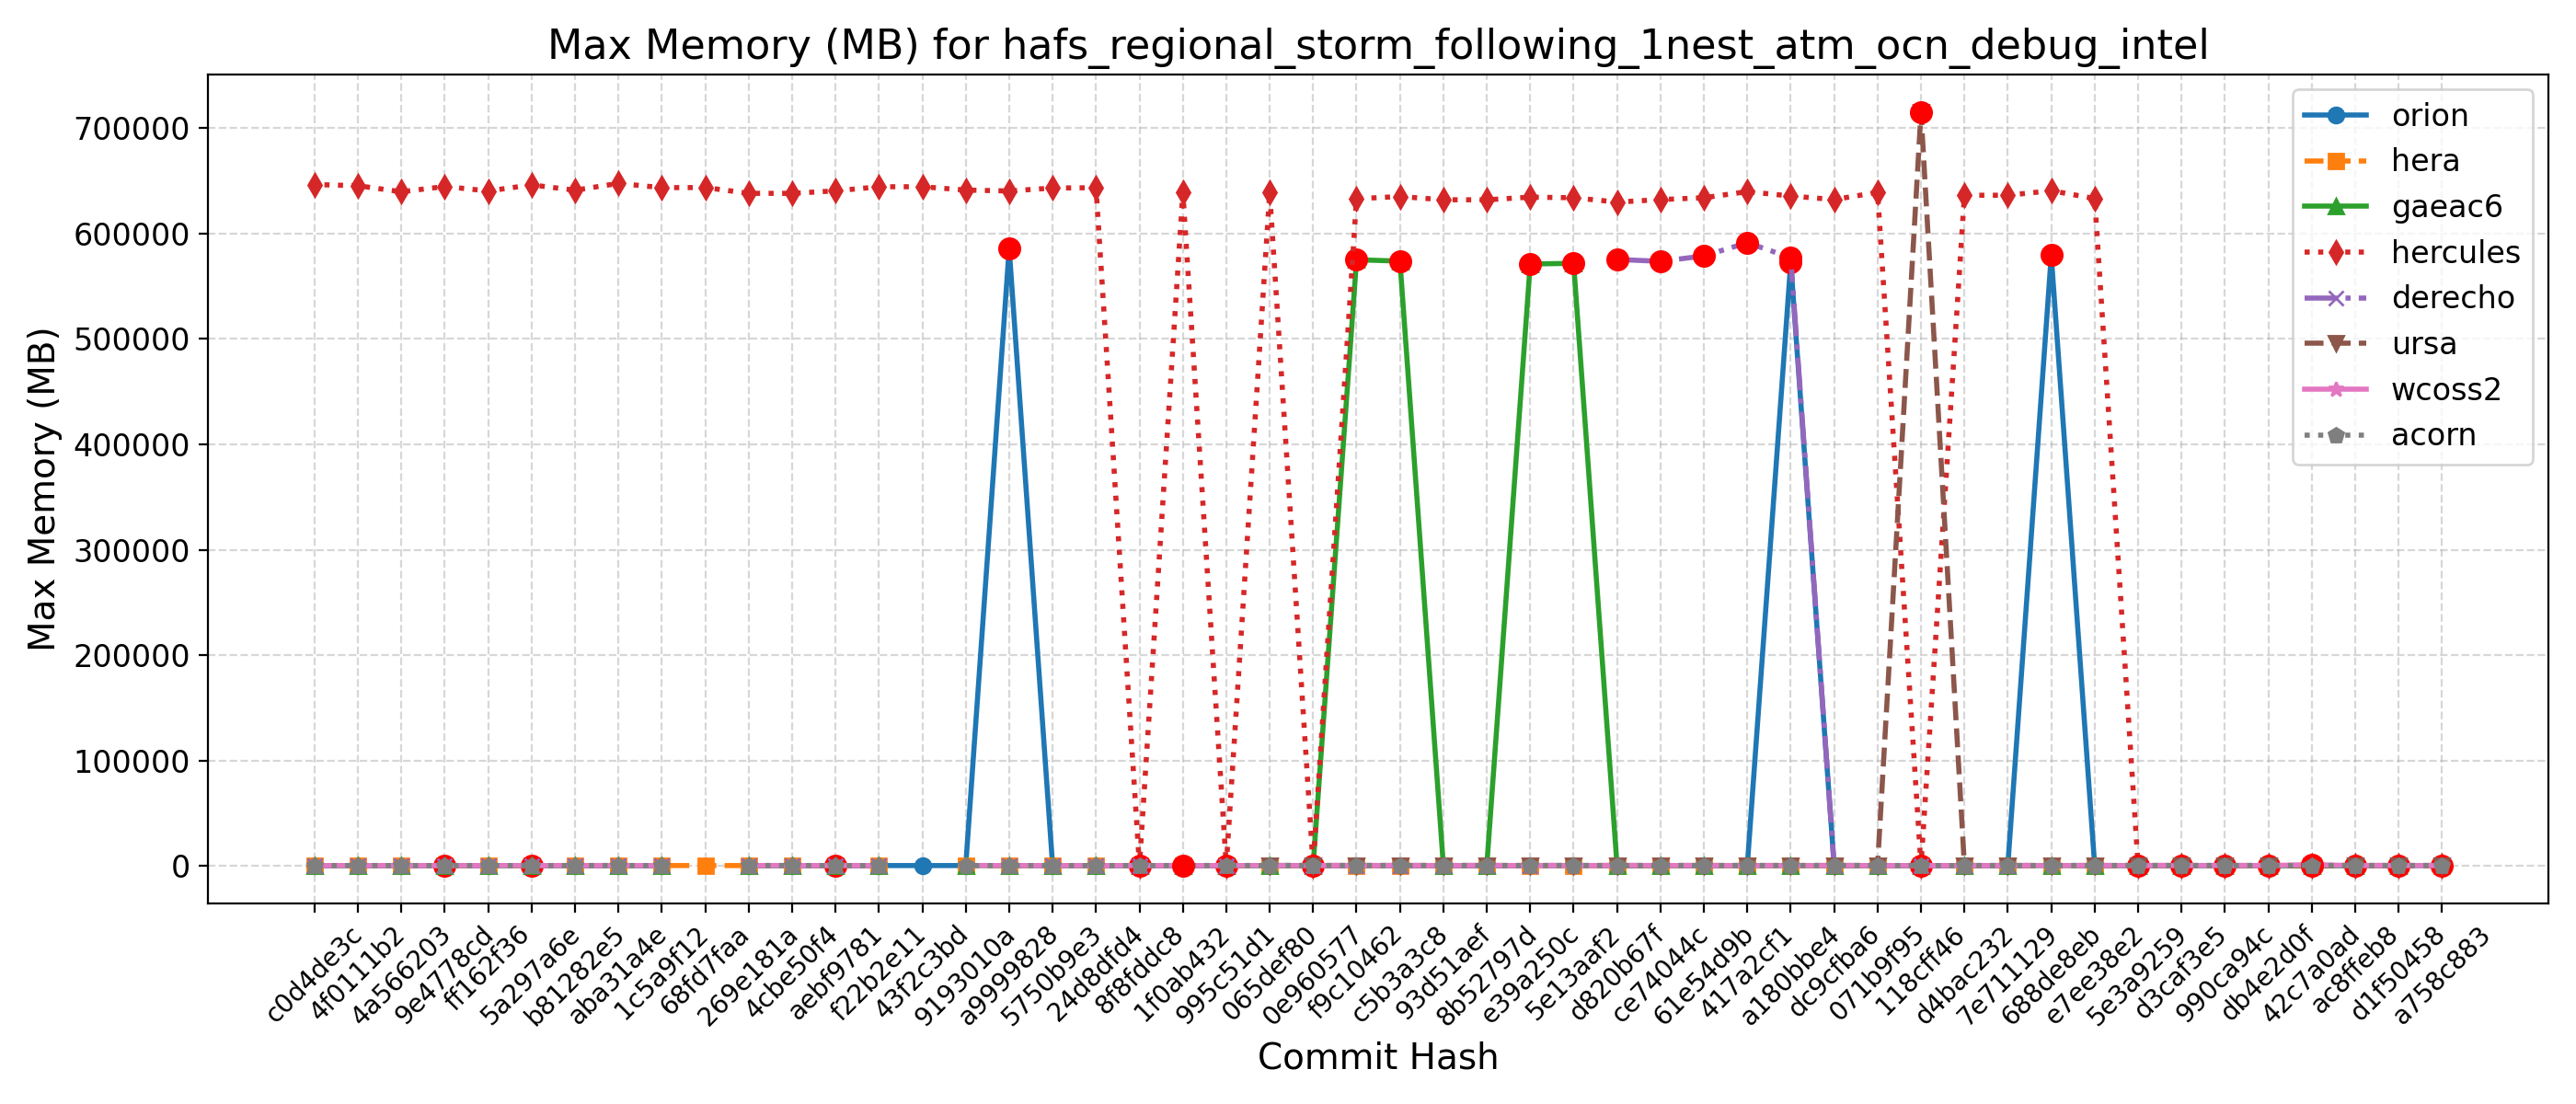 Max Memory (MB) for hafs_regional_storm_following_1nest_atm_ocn_debug_intel
Max Memory (MB)
700000
600000
500000
400000
300000
200000
100000
0
orion
hera
gaeac6
hercules
derecho
ursa
wcoss2
acorn
c0d4de3c
4f0111b2
4a566203
9e4778cd
ff162f36
5a297a6e
b81282e5
aba31a4e
1c5a9f12
68fd7faa
269e181a
4cbe50f4
aebf9781
f22b2e11
43f2c3bd
9193010a
a9999828
5750b9e3
24d8dfd4
8f8fddc8
1f0ab432
995c51d1
065def80
0e960577
f9c10462
c5b3a3c8
93d51aef
8b52797d
e39a250c
5e13aaf2
d820b67f
ce74044c
61e54d9b
417a2cf1
a180bbe4
dc9cfba6
071b9f95
118cff46
d4bac232
7e711129
688de8eb
e7ee38e2
5e3a9259
d3caf3e5
990ca94c
db4e2d0f
42c7a0ad
ac8ffeb8
d1f50458
a758c883
Commit Hash